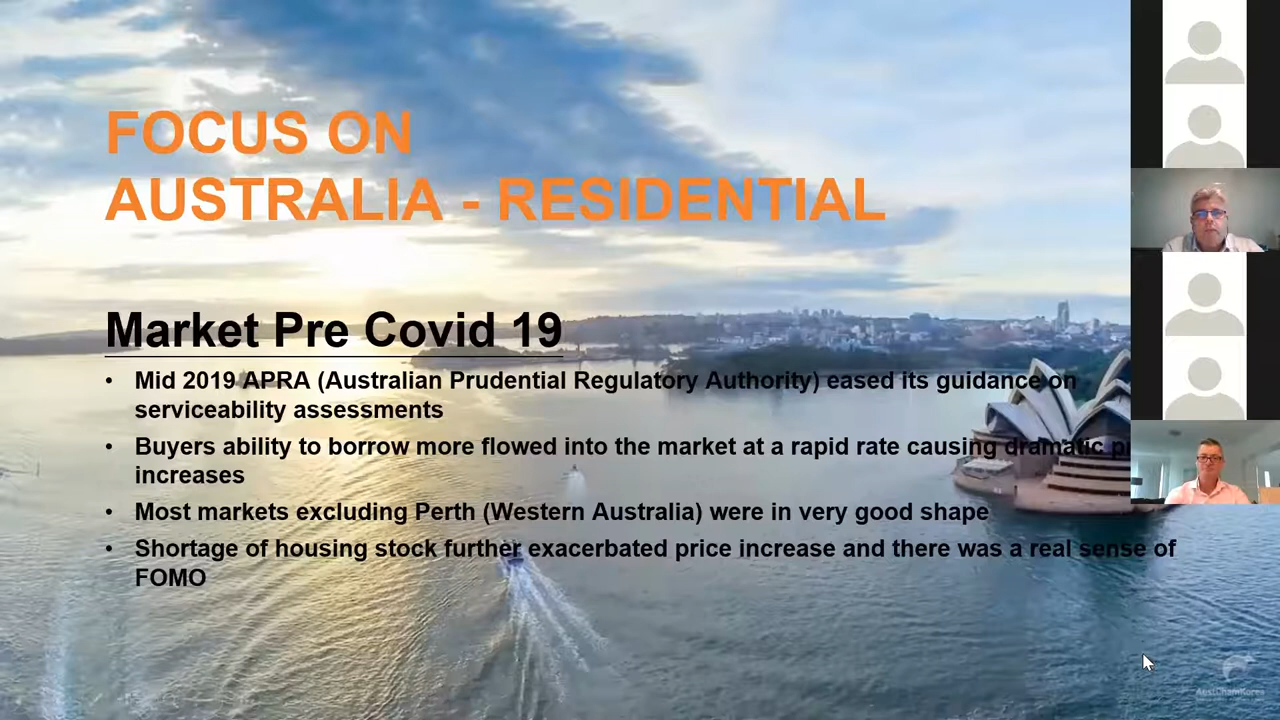 FOCUS ON
AUSTRALIA - RESIDENTIAL
Market Pre Covid 19
• Mid 2019 APRA (Australian Prudential Regulatory Authority) eased its guidance on
serviceability assessments
• Buyers ability to borrow more flowed into the market at a rapid rate causing dramatic
increases
• Most markets excluding Perth (Western Australia) were in very good shape
• Shortage of housing stock further exacerbated price increase and there was a real sense of
FOMO
AustChamKorea